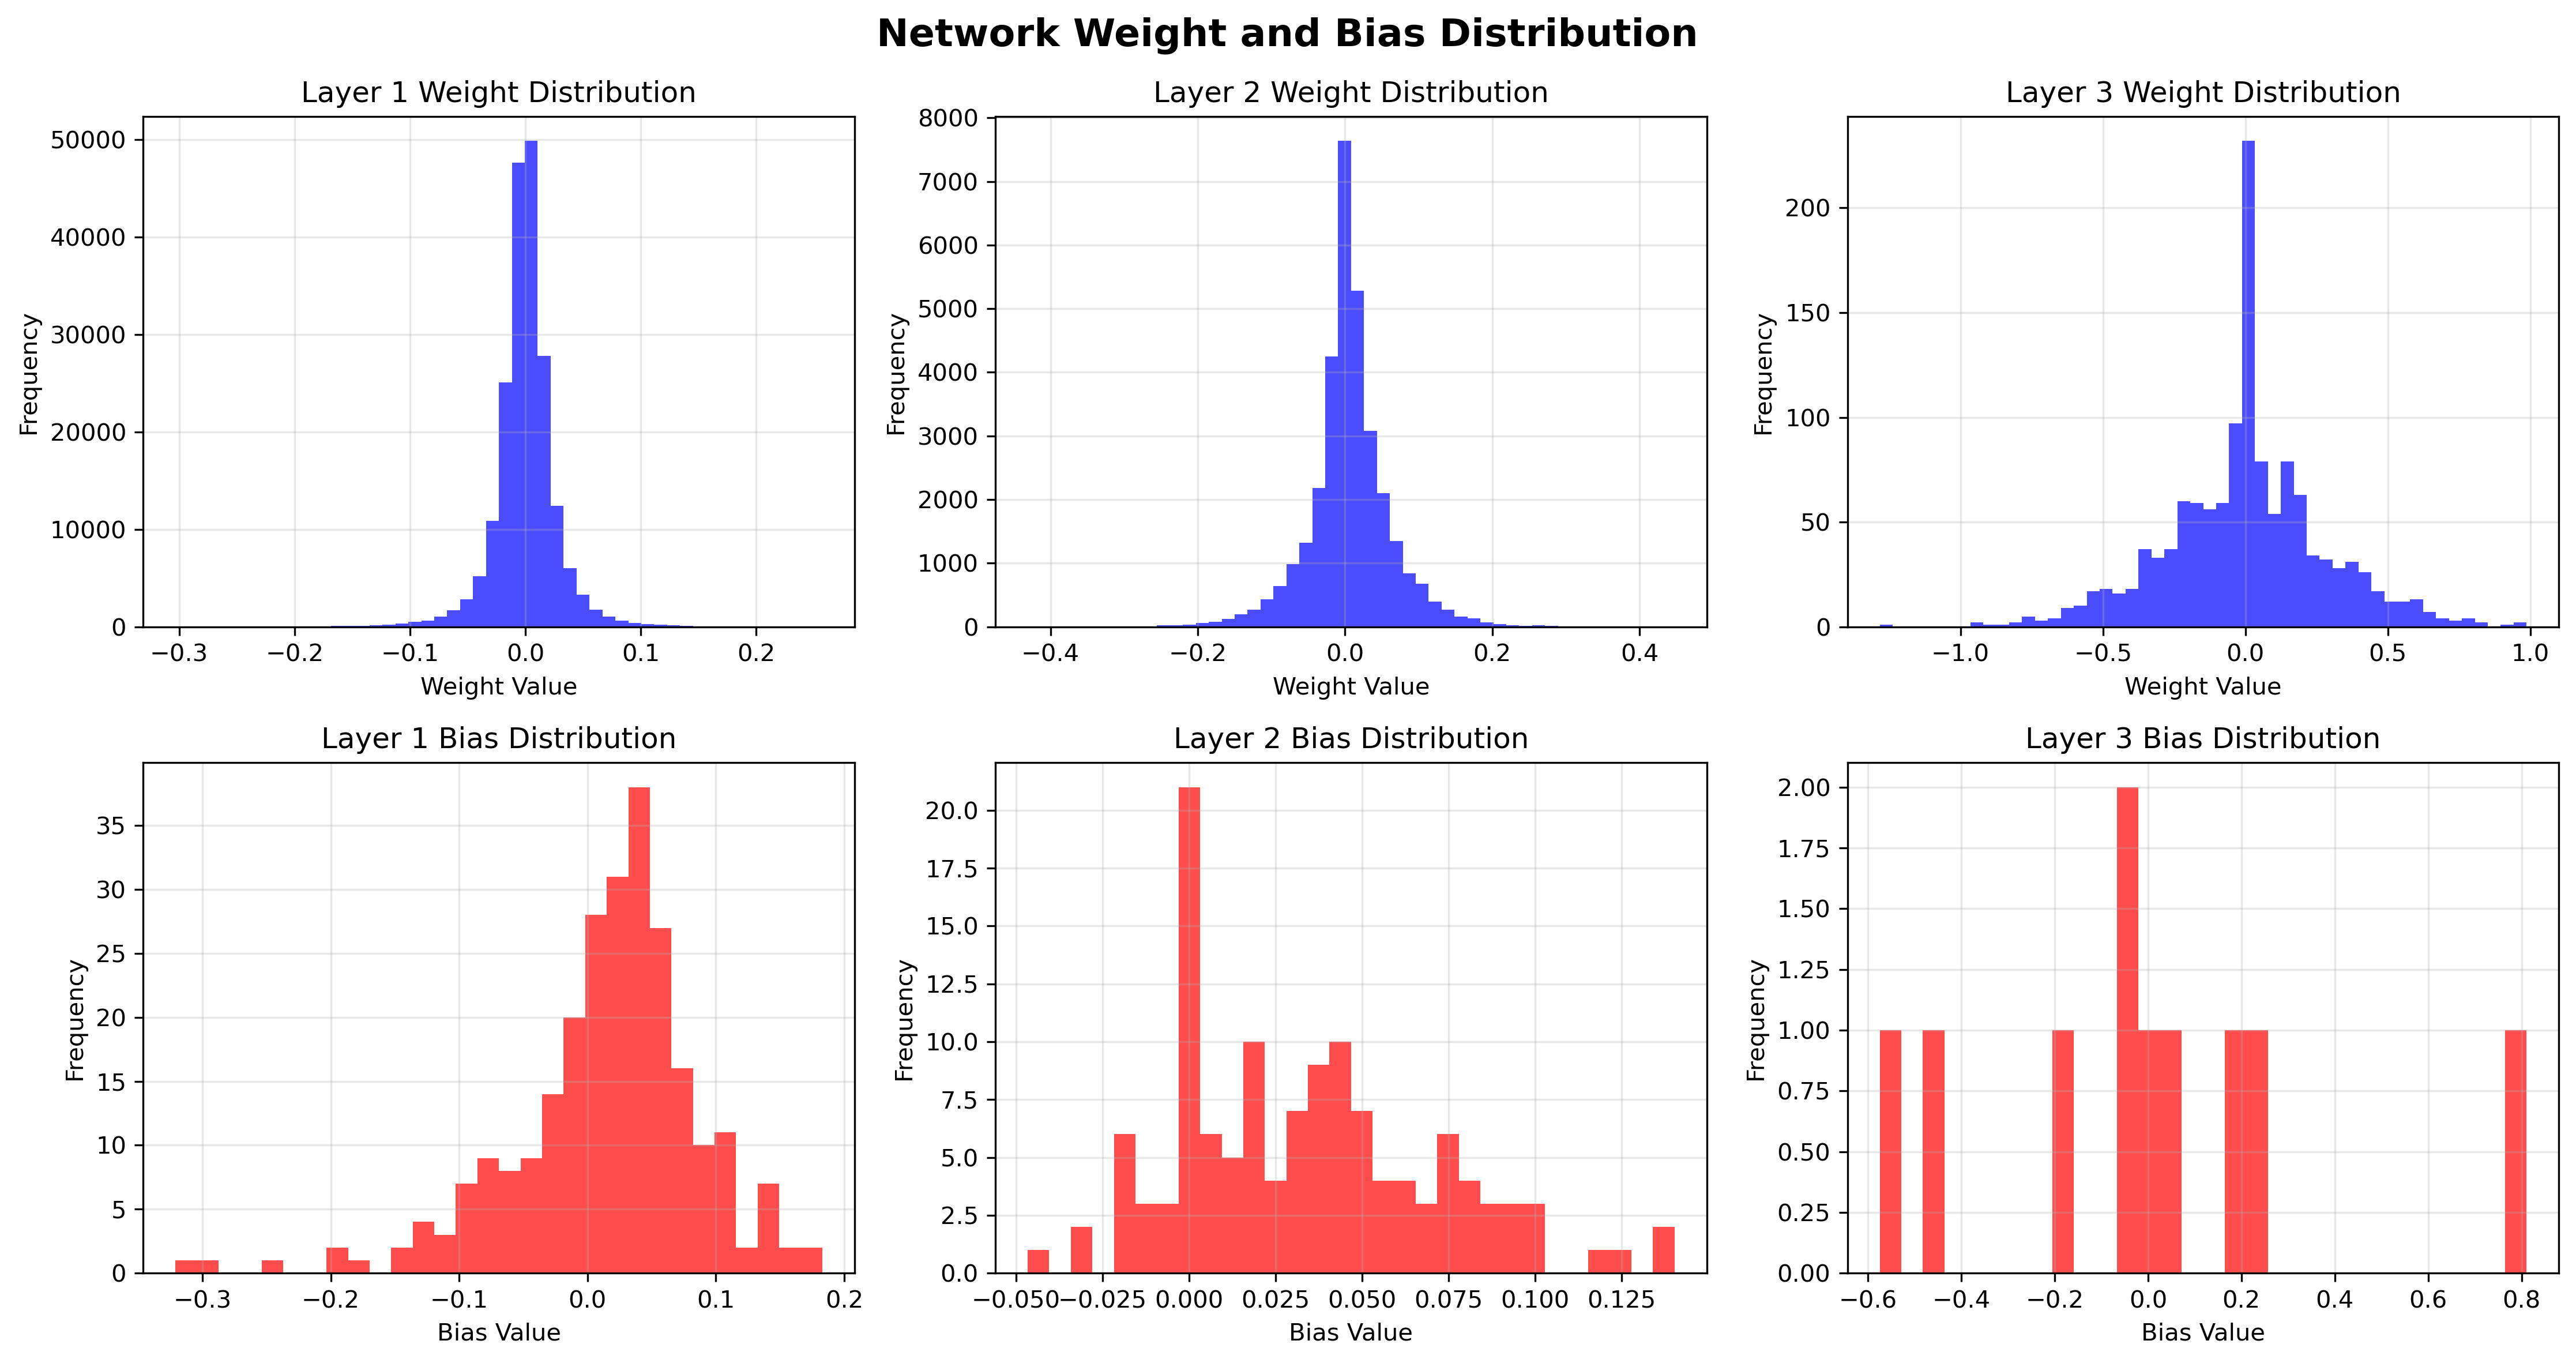 Network Weight and Bias Distribution
Layer 1 Weight Distribution
Frequency
50000
40000
30000
20000
10000
0
−0.3 −0.2 −0.1 0.0 0.1 0.2
Weight Value
Layer 2 Weight Distribution
Frequency
8000
7000
6000
5000
4000
3000
2000
1000
0
−0.4 −0.2 0.0 0.2 0.4
Weight Value
Layer 3 Weight Distribution
Frequency
200
150
100
50
0
−1.0 −0.5 0.0 0.5 1.0
Weight Value
Layer 1 Bias Distribution
Frequency
35
30
25
20
15
10
5
0
−0.3 −0.2 −0.1 0.0 0.1 0.2
Bias Value
Layer 2 Bias Distribution
Frequency
20.0
17.5
15.0
12.5
10.0
7.5
5.0
2.5
0.0
−0.050 −0.025 0.000 0.025 0.050 0.075 0.100 0.125
Bias Value
Layer 3 Bias Distribution
Frequency
2.00
1.75
1.50
1.25
1.00
0.75
0.50
0.25
0.00
−0.6 −0.4 −0.2 0.0 0.2 0.4 0.6 0.8
Bias Value